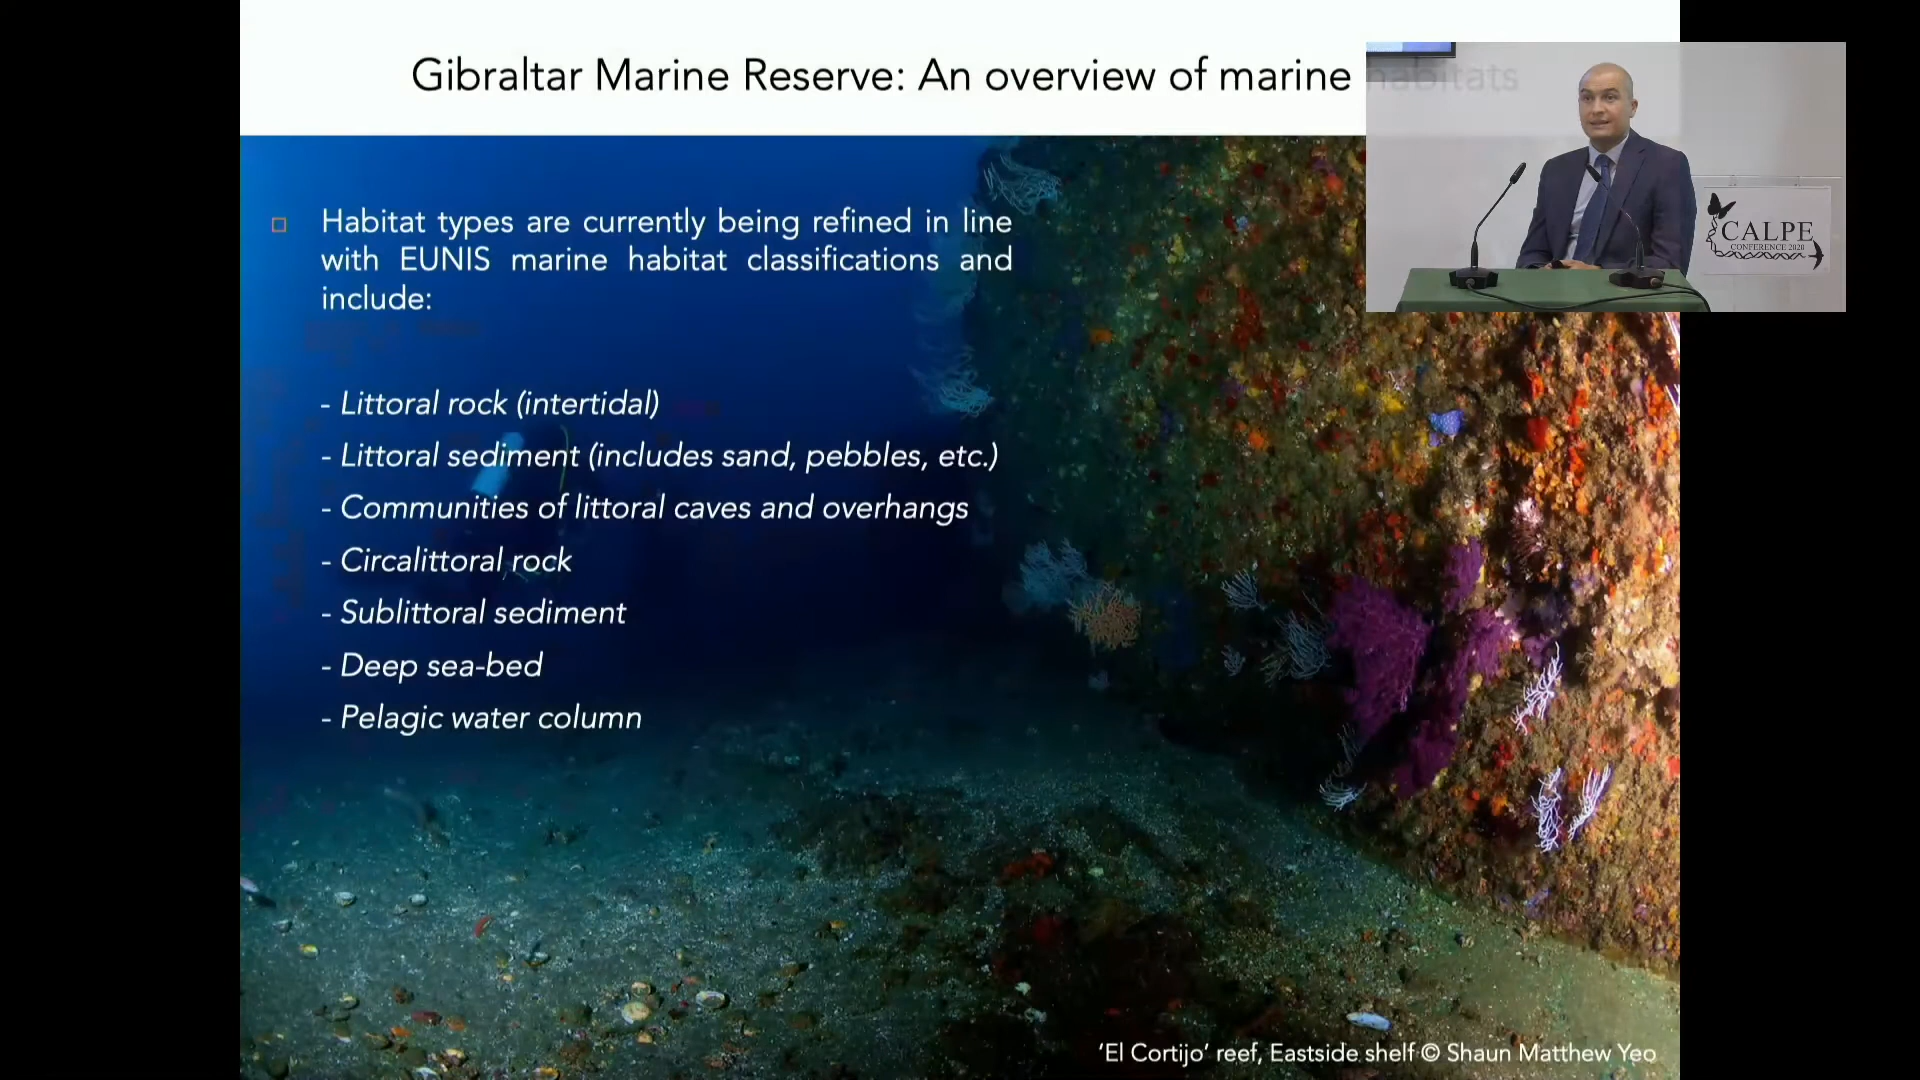 Gibraltar Marine Reserve: An overview of marine habitats
Habitat types are currently being refined in line
with EUNIS marine habitat classifications and
include:
- Littoral rock (intertidal)
- Littoral sediment (includes sand, pebbles, etc.)
- Communities of littoral caves and overhangs
- Circalittoral rock
- Sublittoral sediment
- Deep sea-bed
- Pelagic water column
CALPE
CONFERENCE 2020
‘El Cortijo’ reef, Eastside shelf © Shaun Matthew Yeo